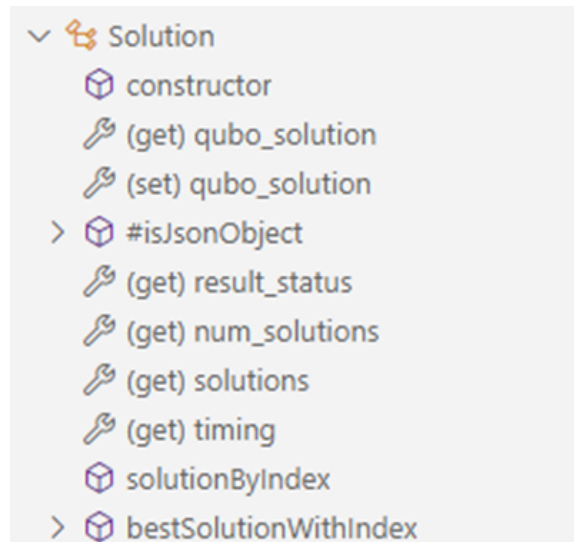 Solution
constructor
(get) qubo_solution
(set) qubo_solution
#isJsonObject
(get) result_status
(get) num_solutions
(get) solutions
(get) timing
solutionByIndex
bestSolutionWithIndex